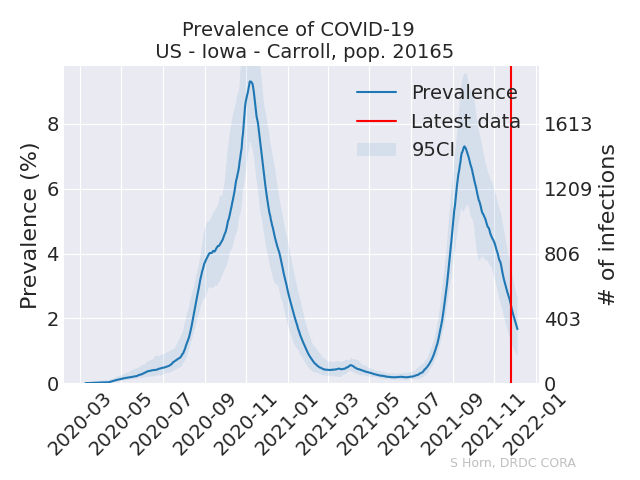 Prevalence of COVID-19
US - Iowa - Carroll, pop. 20165
Prevalence
Latest data
95CI
Prevalence (%)
8
6
4
2
0
1613
1209
806
403
0
# of infections
2020-03
2020-05
2020-07
2020-09
2020-11
2021-01
2021-03
2021-05
2021-07
2021-09
2021-11
2022-01
S Horn, DRDC CORA